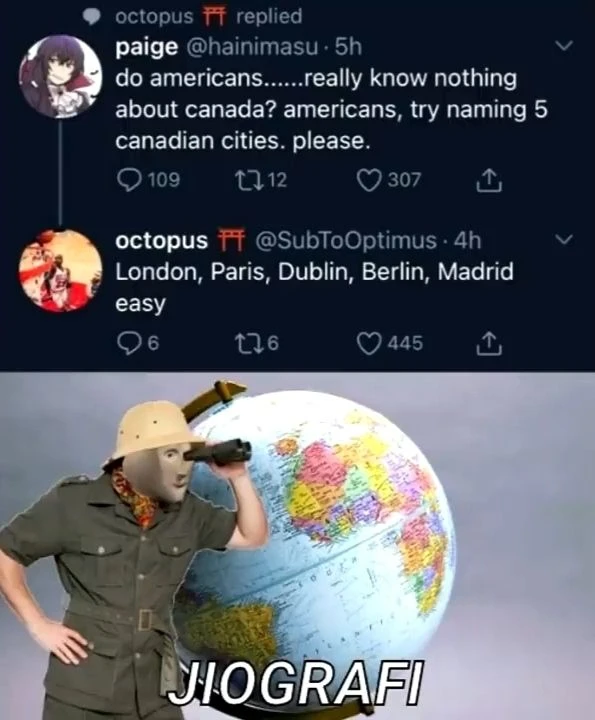 octopus ⛩ replied
paige @hainimasu · 5h
do americans......really know nothing
about canada? americans, try naming 5
canadian cities. please.
109 12 307
octopus ⛩ @SubToOptimus · 4h
London, Paris, Dublin, Berlin, Madrid
easy
6 6 445
JIOGRAFI